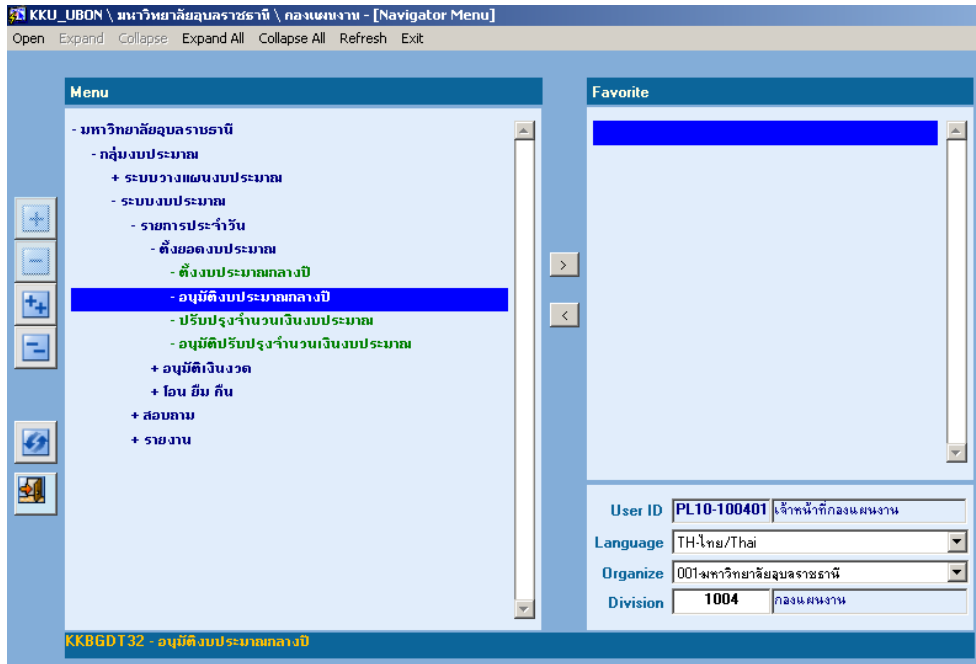 KKU_UBON \ มหาวิทยาลัยอุบลราชธานี \ กองแผนงาน - [Navigator Menu]
Open Expand Collapse Expand All Collapse All Refresh Exit
Menu
- มหาวิทยาลัยอุบลราชธานี
- กลุ่มงบประมาณ
+ ระบบวางแผนงบประมาณ
- ระบบงบประมาณ
- รายการประจำวัน
- ตั้งยอดงบประมาณ
- ตั้งงบประมาณกลางปี
- อนุมัติงบประมาณกลางปี
- ปรับปรุงจำนวนเงินงบประมาณ
- อนุมัติปรับปรุงจำนวนเงินงบประมาณ
+ อนุมัติเงินงวด
+ โอน ยืม คืน
+ สอบถาม
+ รายงาน
>
<
Favorite
User ID PL10-100401 เจ้าหน้าที่กองแผนงาน
Language TH-ไทย/Thai
Organize 001-มหาวิทยาลัยอุบลราชธานี
Division 1004 กองแผนงาน
KKBGDT32 - อนุมัติงบประมาณกลางปี